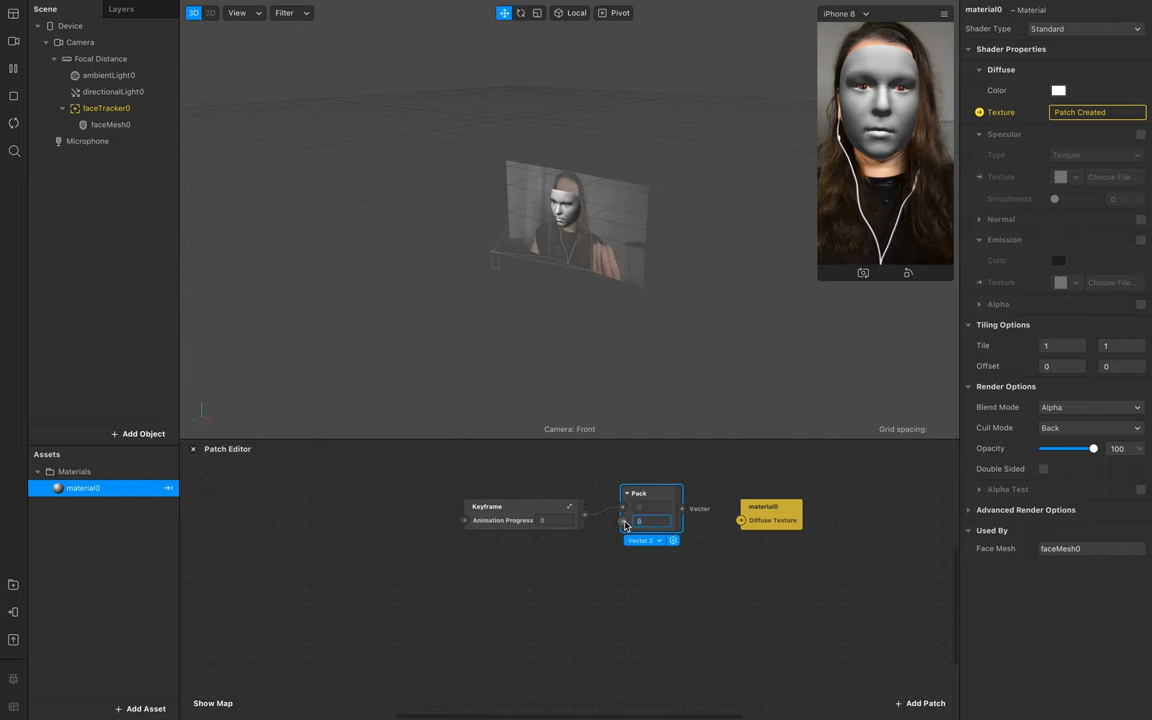 Scene
Layers
Device
Camera
Focal Distance
ambientLight0
directionalLight0
faceTracker0
faceMesh0
Microphone
+ Add Object
Assets
Materials
material0
+ Add Asset
3D 2D View Filter
Local
Pivot
iPhone 8
Camera: Front
Grid spacing:
Patch Editor
Keyframe
Animation Progress 0
Pack
0
0
Vector
Vector 2
material0
Diffuse Texture
Show Map
+ Add Patch
material0 – Material
Shader Type Standard
Shader Properties
Diffuse
Color
Texture Patch Created
Specular
Type Texture
Texture Choose File...
Smoothness 0
Normal
Emission
Color
Texture Choose File...
Alpha
Tiling Options
Tile 1 1
Offset 0 0
Render Options
Blend Mode Alpha
Cull Mode Back
Opacity 100 %
Double Sided
Alpha Test
Advanced Render Options
Used By
Face Mesh faceMesh0